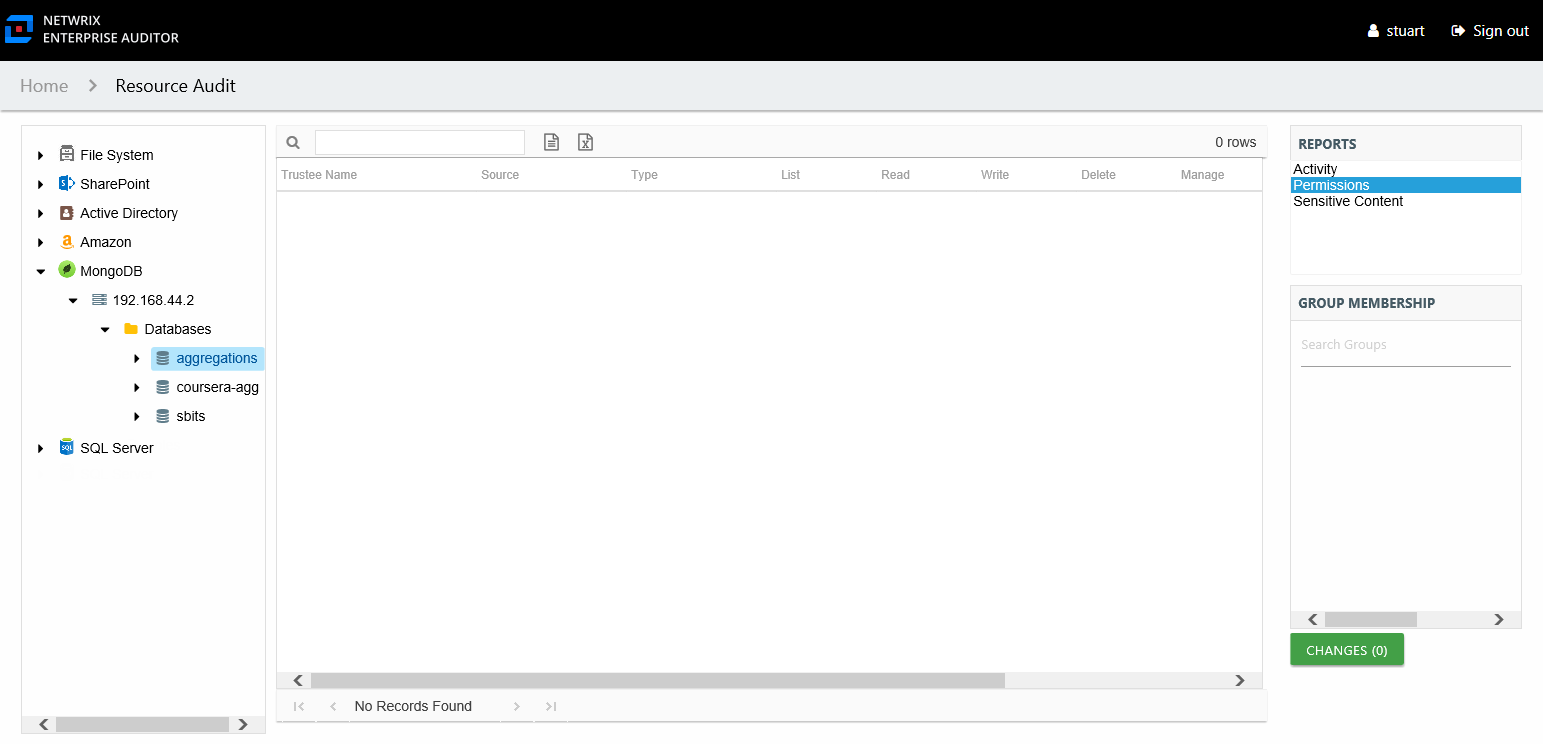 NETWRIX
ENTERPRISE AUDITOR
stuart
Sign out
Home
Resource Audit
File System
SharePoint
Active Directory
Amazon
MongoDB
192.168.44.2
Databases
aggregations
coursera-agg
sbits
SQL Server
0 rows
Trustee Name Source Type List Read Write Delete Manage
No Records Found
REPORTS
Activity
Permissions
Sensitive Content
GROUP MEMBERSHIP
Search Groups
CHANGES (0)